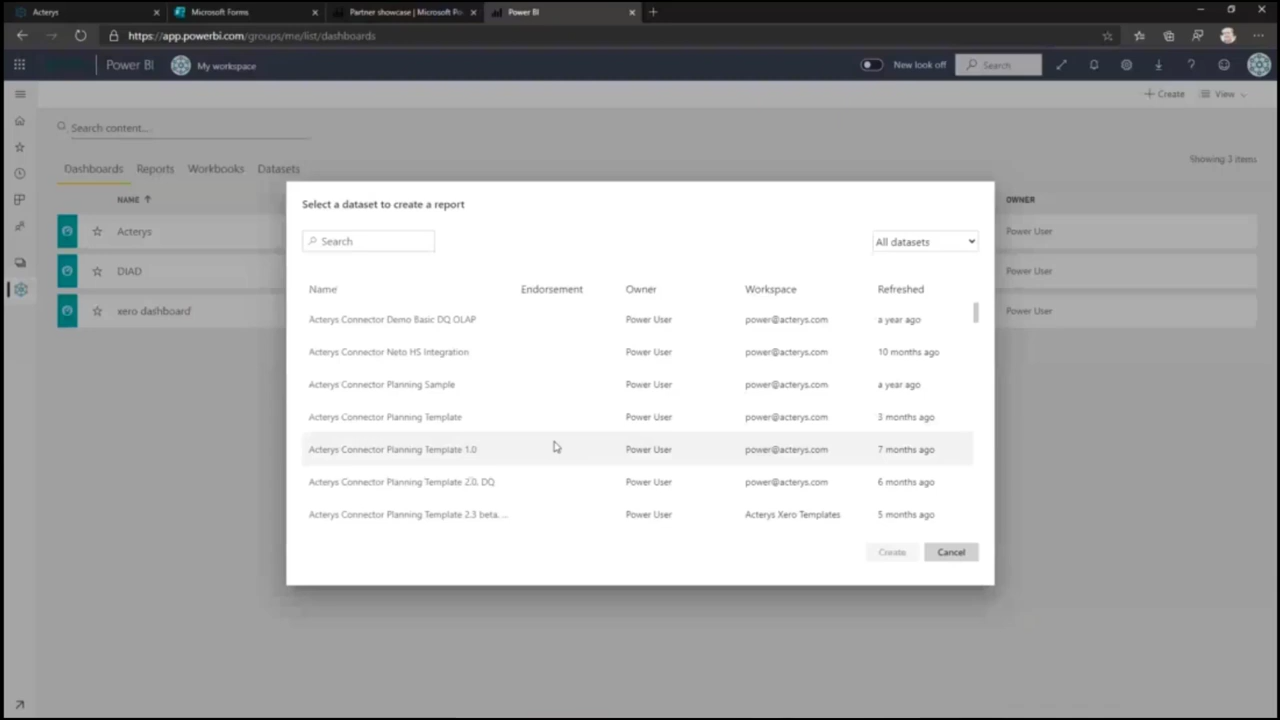 Acterys
Microsoft Forms
Partner showcase | Microsoft Po
Power BI
https://app.powerbi.com/groups/me/list/dashboards
Power BI
My workspace
New look off
Search
Create
View
Search content...
Showing 3 items
Dashboards Reports Workbooks Datasets
NAME
OWNER
Acterys
Power User
DIAD
Power User
xero dashboard
Power User
Select a dataset to create a report
Search
All datasets
Name Endorsement Owner Workspace Refreshed
Acterys Connector Demo Basic DQ OLAP Power User power@acterys.com a year ago
Acterys Connector Neto HS Integration Power User power@acterys.com 10 months ago
Acterys Connector Planning Sample Power User power@acterys.com a year ago
Acterys Connector Planning Template Power User power@acterys.com 3 months ago
Acterys Connector Planning Template 1.0 Power User power@acterys.com 7 months ago
Acterys Connector Planning Template 2.0. DQ Power User power@acterys.com 6 months ago
Acterys Connector Planning Template 2.3 beta. ... Power User Acterys Xero Templates 5 months ago
Create Cancel